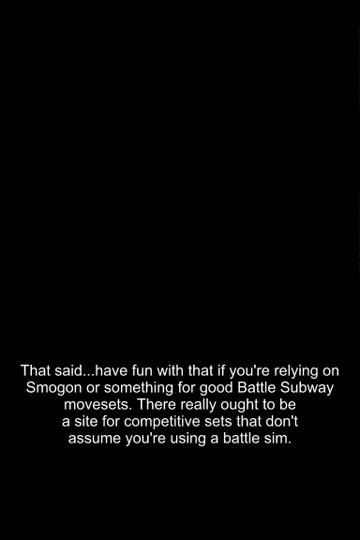 That said...have fun with that if you're relying on
Smogon or something for good Battle Subway
movesets. There really ought to be
a site for competitive sets that don't
assume you're using a battle sim.